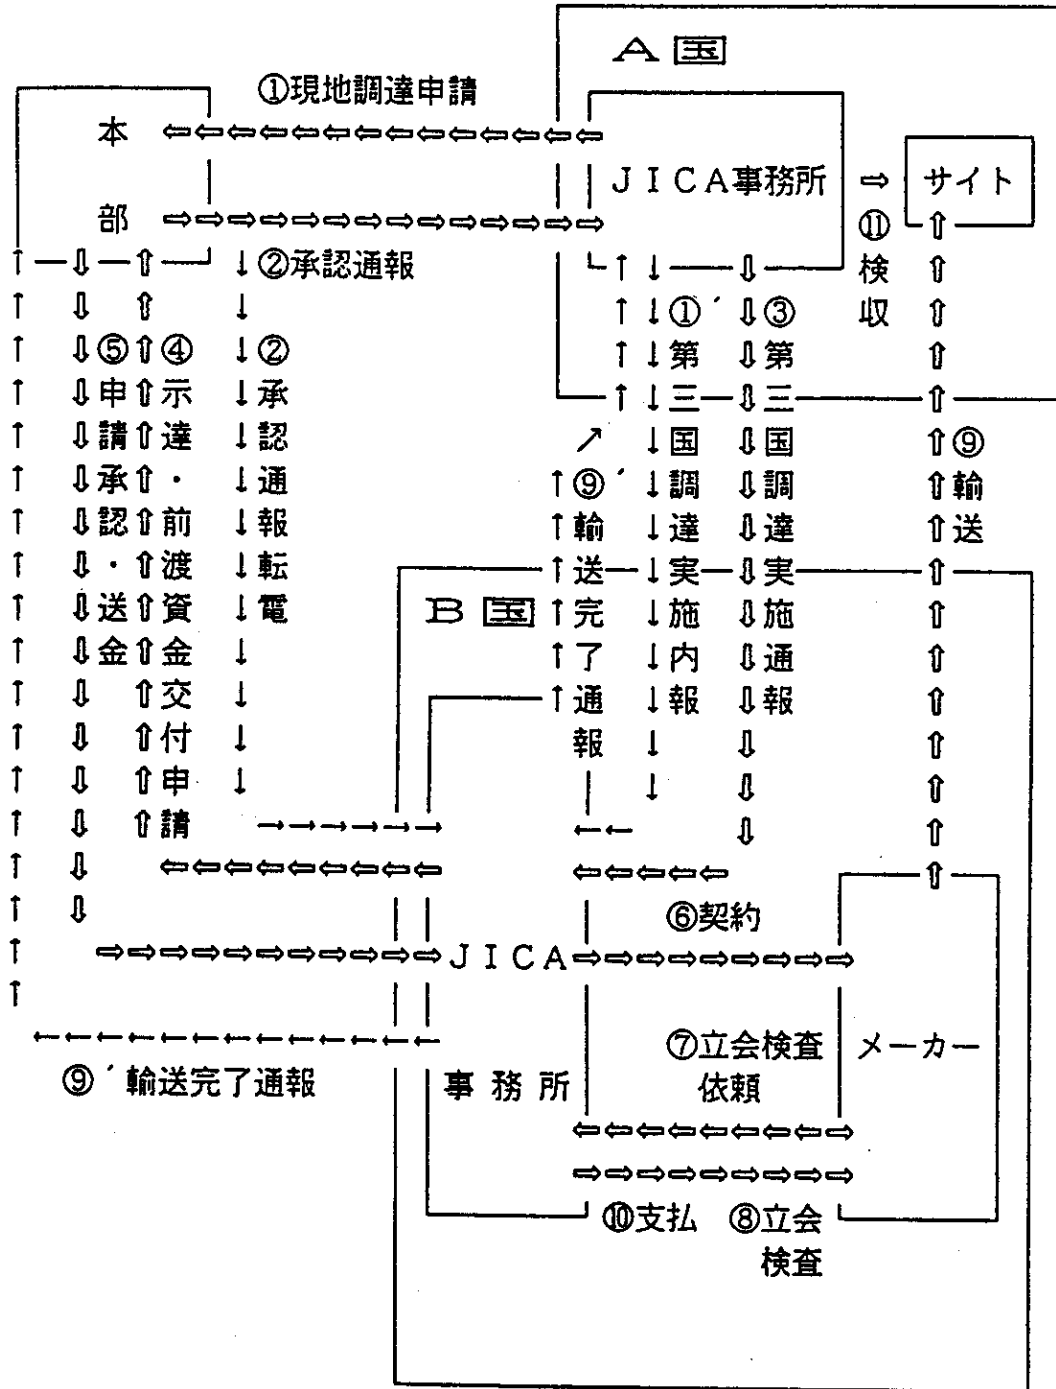 A国
①現地調達申請
本部
JICA事務所
サイト
②承認通報
⑪検収
⑤申請承認・送金
④示達・前渡資金交付申請
②承認通報転電
①´第三国調達実施内報
③第三国調達実施通報
⑨輸送
⑨´輸送完了通報
B国
⑥契約
JICA
事務所
⑦立会検査
依頼
メーカー
⑨´輸送完了通報
⑩支払
⑧立会
検査